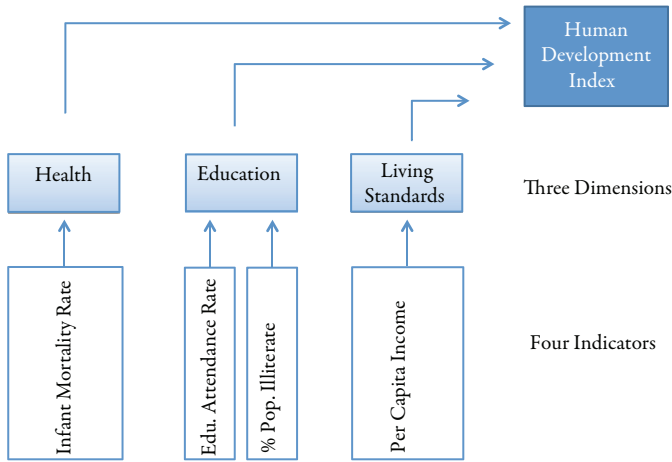 Human
Development
Index
Health
Education
Living
Standards
Three Dimensions
Infant Mortality Rate
Edu. Attendance Rate
% Pop. Illiterate
Per Capita Income
Four Indicators